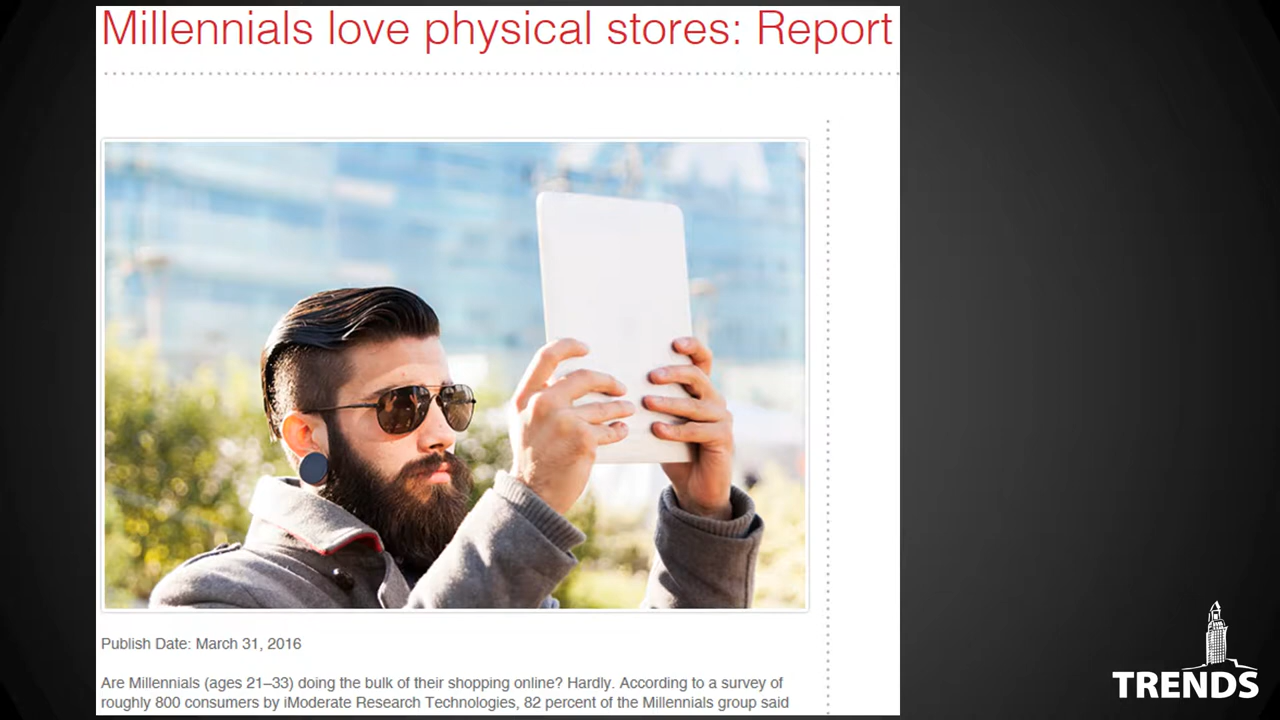 Millennials love physical stores: Report
Publish Date: March 31, 2016
Are Millennials (ages 21–33) doing the bulk of their shopping online? Hardly. According to a survey of
roughly 800 consumers by iModerate Research Technologies, 82 percent of the Millennials group said
TRENDS